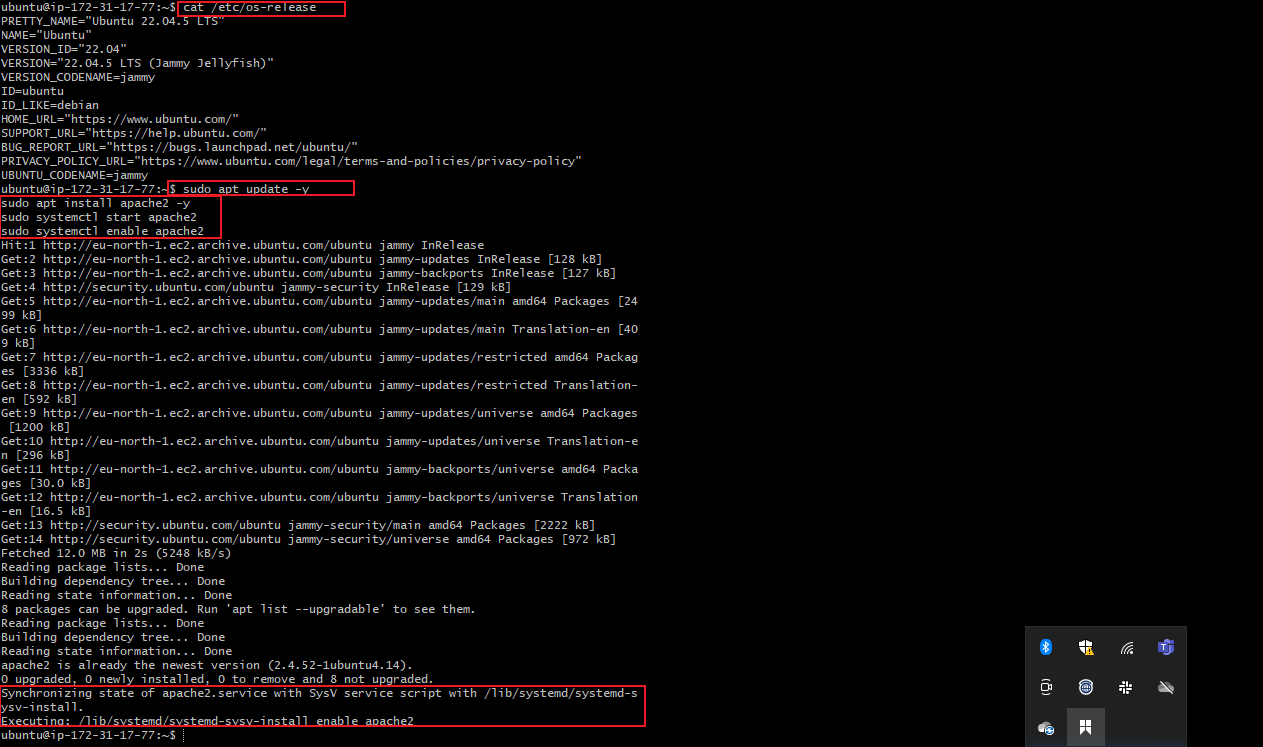 ubuntu@ip-172-31-17-77:~$ cat /etc/os-release
PRETTY_NAME="Ubuntu 22.04.5 LTS"
NAME="Ubuntu"
VERSION_ID="22.04"
VERSION="22.04.5 LTS (Jammy Jellyfish)"
VERSION_CODENAME=jammy
ID=ubuntu
ID_LIKE=debian
HOME_URL="https://www.ubuntu.com/"
SUPPORT_URL="https://help.ubuntu.com/"
BUG_REPORT_URL="https://bugs.launchpad.net/ubuntu/"
PRIVACY_POLICY_URL="https://www.ubuntu.com/legal/terms-and-policies/privacy-policy"
UBUNTU_CODENAME=jammy
ubuntu@ip-172-31-17-77:~$ sudo apt update -y
sudo apt install apache2 -y
sudo systemctl start apache2
sudo systemctl enable apache2
Hit:1 http://eu-north-1.ec2.archive.ubuntu.com/ubuntu jammy InRelease
Get:2 http://eu-north-1.ec2.archive.ubuntu.com/ubuntu jammy-updates InRelease [128 kB]
Get:3 http://eu-north-1.ec2.archive.ubuntu.com/ubuntu jammy-backports InRelease [127 kB]
Get:4 http://security.ubuntu.com/ubuntu jammy-security InRelease [129 kB]
Get:5 http://eu-north-1.ec2.archive.ubuntu.com/ubuntu jammy-updates/main amd64 Packages [24
99 kB]
Get:6 http://eu-north-1.ec2.archive.ubuntu.com/ubuntu jammy-updates/main Translation-en [40
9 kB]
Get:7 http://eu-north-1.ec2.archive.ubuntu.com/ubuntu jammy-updates/restricted amd64 Packag
es [3336 kB]
Get:8 http://eu-north-1.ec2.archive.ubuntu.com/ubuntu jammy-updates/restricted Translation-
en [592 kB]
Get:9 http://eu-north-1.ec2.archive.ubuntu.com/ubuntu jammy-updates/universe amd64 Packages
 [1200 kB]
Get:10 http://eu-north-1.ec2.archive.ubuntu.com/ubuntu jammy-updates/universe Translation-e
n [296 kB]
Get:11 http://eu-north-1.ec2.archive.ubuntu.com/ubuntu jammy-backports/universe amd64 Packa
ges [30.0 kB]
Get:12 http://eu-north-1.ec2.archive.ubuntu.com/ubuntu jammy-backports/universe Translation
-en [16.5 kB]
Get:13 http://security.ubuntu.com/ubuntu jammy-security/main amd64 Packages [2222 kB]
Get:14 http://security.ubuntu.com/ubuntu jammy-security/universe amd64 Packages [972 kB]
Fetched 12.0 MB in 2s (5248 kB/s)
Reading package lists... Done
Building dependency tree... Done
Reading state information... Done
8 packages can be upgraded. Run 'apt list --upgradable' to see them.
Reading package lists... Done
Building dependency tree... Done
Reading state information... Done
apache2 is already the newest version (2.4.52-1ubuntu4.14).
0 upgraded, 0 newly installed, 0 to remove and 8 not upgraded.
Synchronizing state of apache2.service with SysV service script with /lib/systemd/systemd-s
ysv-install.
Executing: /lib/systemd/systemd-sysv-install enable apache2
ubuntu@ip-172-31-17-77:~$